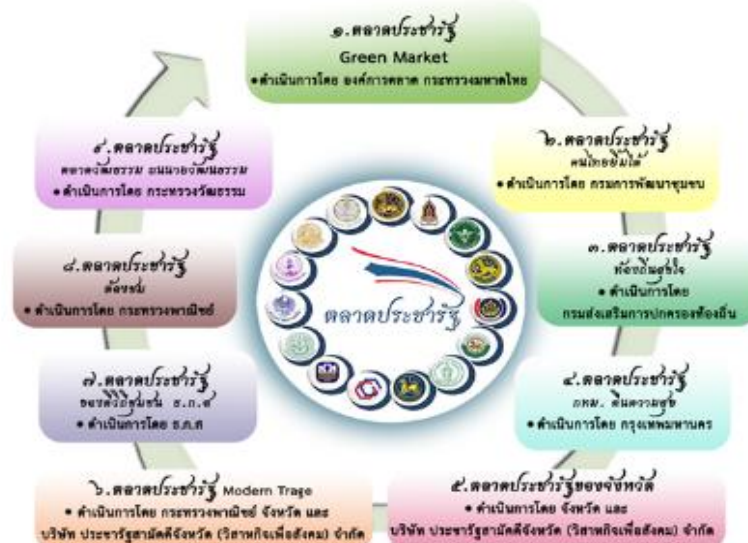 ๑.ตลาดประชารัฐ
Green Market
• ดำเนินการโดย องค์การตลาด กระทรวงมหาดไทย
๒.ตลาดประชารัฐ
คนไทยยิ้มได้
• ดำเนินการโดย กรมการพัฒนาชุมชน
๓.ตลาดประชารัฐ
ท้องถิ่นสุขใจ
• ดำเนินการโดย
กรมส่งเสริมการปกครองท้องถิ่น
๔.ตลาดประชารัฐ
กทม. คืนความสุข
• ดำเนินการโดย กรุงเทพมหานคร
๕.ตลาดประชารัฐของจังหวัด
• ดำเนินการโดย จังหวัด และ
บริษัท ประชารัฐสามัคคีจังหวัด (วิสาหกิจเพื่อสังคม) จำกัด
๖.ตลาดประชารัฐ Modern Trage
• ดำเนินการโดย กระทรวงพาณิชย์ จังหวัด และ
บริษัท ประชารัฐสามัคคีจังหวัด (วิสาหกิจเพื่อสังคม) จำกัด
๗.ตลาดประชารัฐ
ของดีวิถีชุมชน ธ.ก.ส
• ดำเนินการโดย ธ.ก.ส
๘.ตลาดประชารัฐ
ต้องชม
• ดำเนินการโดย กระทรวงพาณิชย์
๙.ตลาดประชารัฐ
ตลาดวัฒธรรม ถนนสายวัฒนธรรม
• ดำเนินการโดย กระทรวงวัฒธรรม
ตลาดประชารัฐ